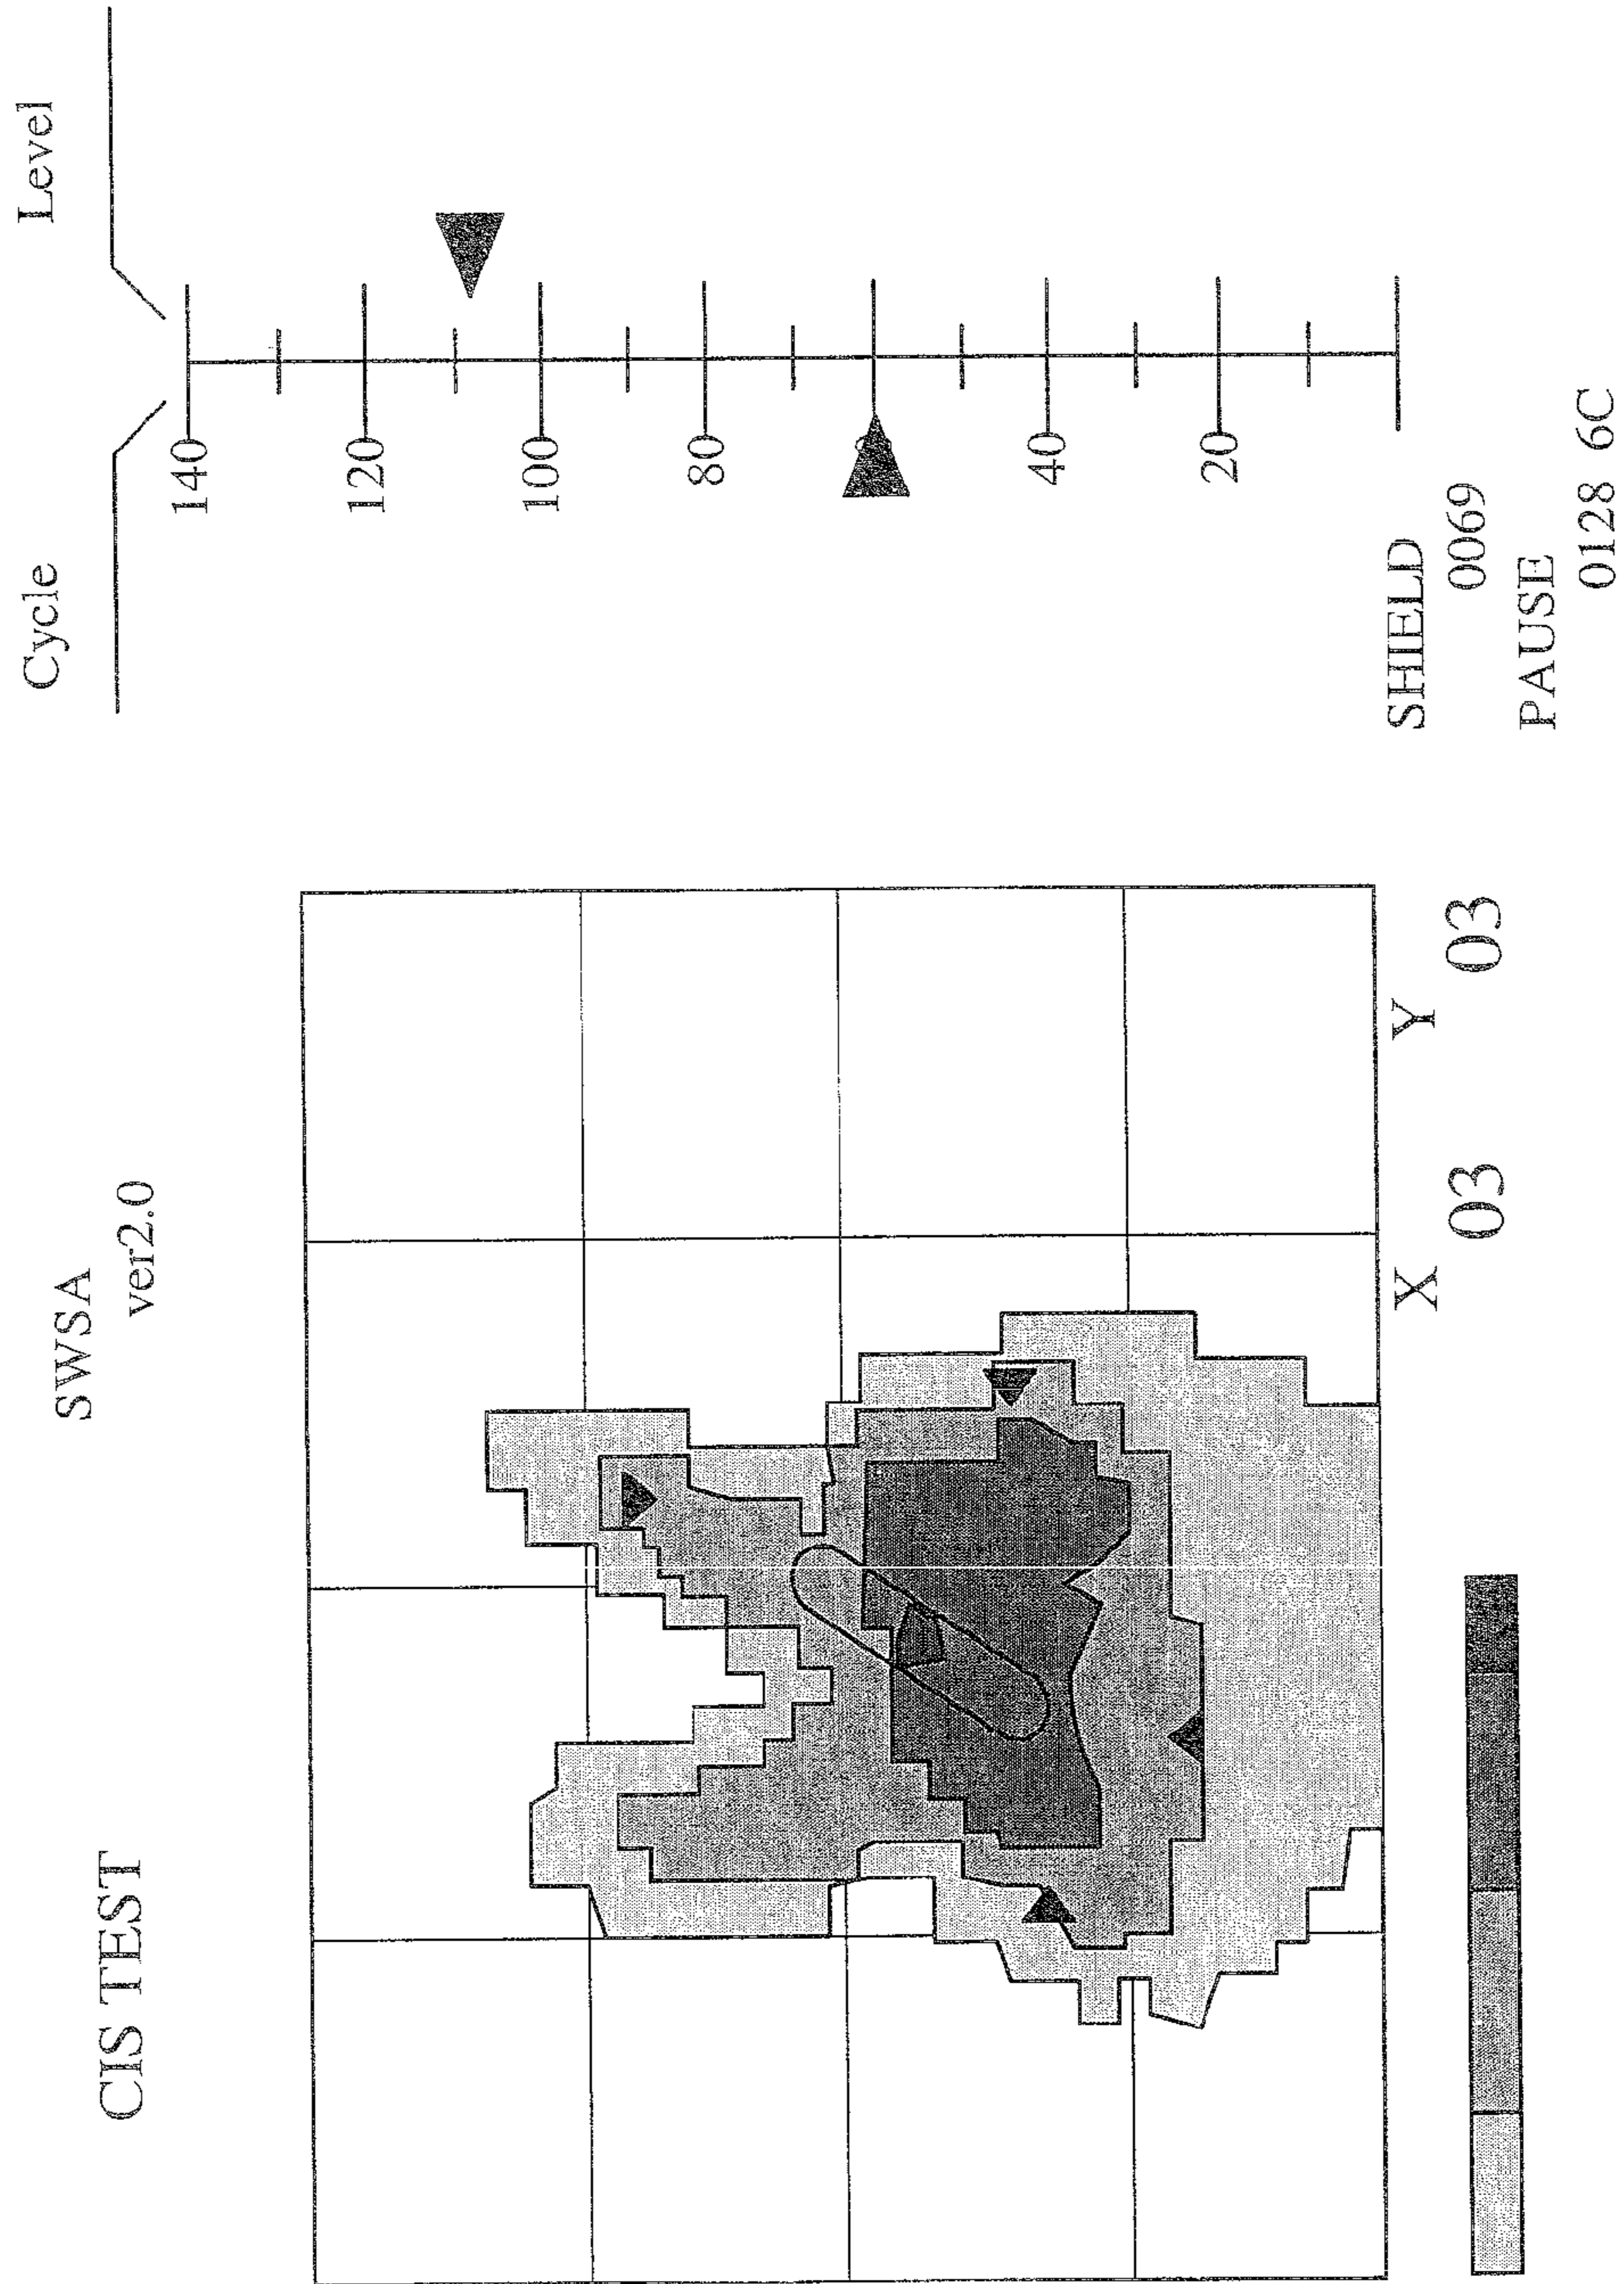 CIS TEST
SWSA
ver2.0
X Y
03 03
Cycle Level
140
120
100
80
40
20
SHIELD
0069
PAUSE
0128 6C